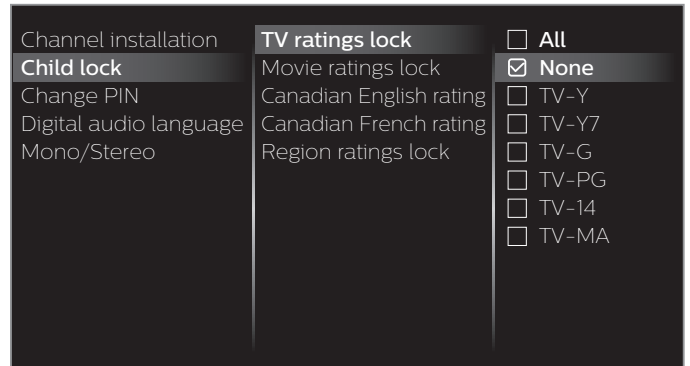 Channel installation
Child lock
Change PIN
Digital audio language
Mono/Stereo
TV ratings lock
Movie ratings lock
Canadian English rating
Canadian French rating
Region ratings lock
All
None
TV-Y
TV-Y7
TV-G
TV-PG
TV-14
TV-MA